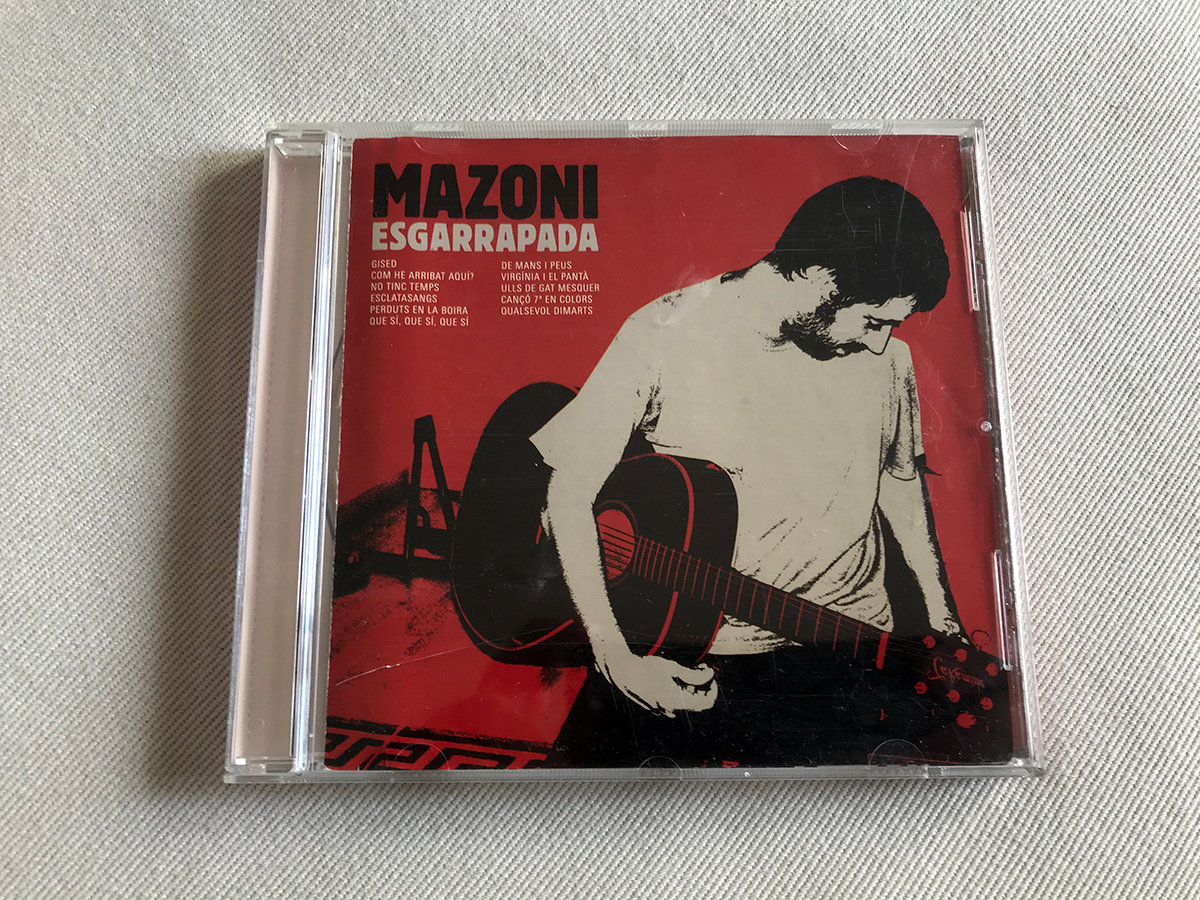 MAZONI
ESGARRAPADA
GISED
COM HE ARRIBAT AQUÍ?
NO TINC TEMPS
ESCLATASANGS
PERDUTS EN LA BOIRA
QUE SÍ, QUE SÍ, QUE SÍ
DE MANS I PEUS
VIRGÍNIA I EL PANTÀ
ULLS DE GAT MESQUER
CANÇÓ 7ª EN COLORS
QUALSEVOL DIMARTS